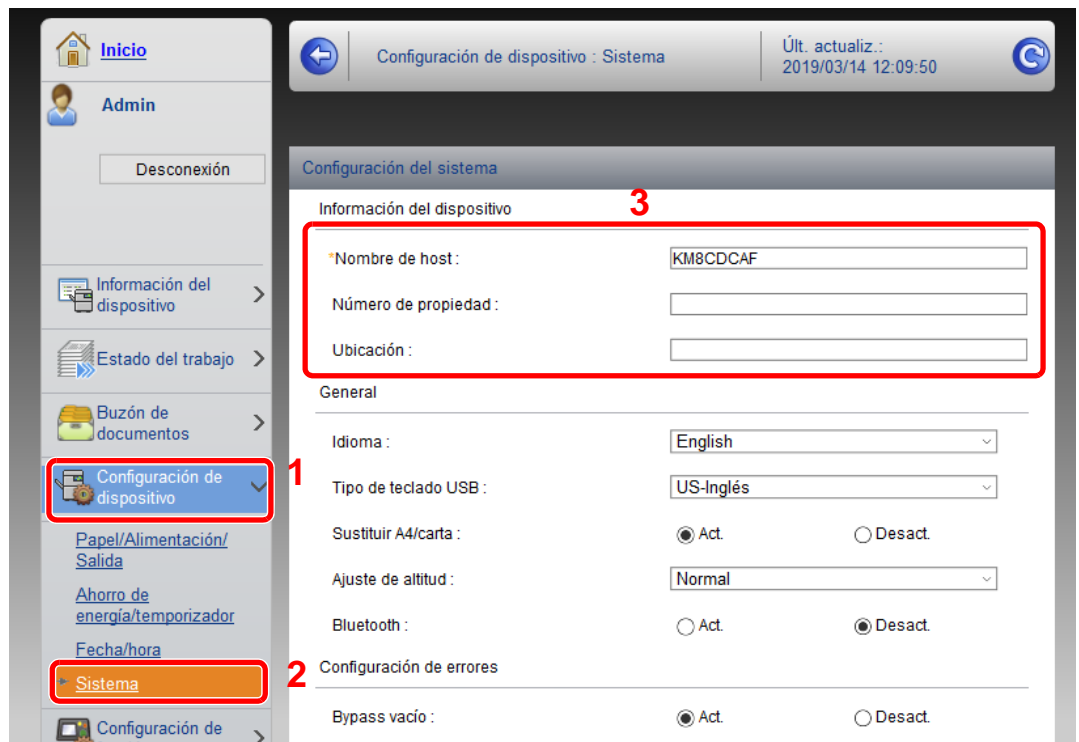 Inicio
Admin
Desconexión
Información del
dispositivo
Estado del trabajo
Buzón de
documentos
Configuración de
dispositivo
1
Papel/Alimentación/
Salida
Ahorro de
energía/temporizador
Fecha/hora
Sistema
2
Configuración de
Configuración de dispositivo : Sistema
Últ. actualiz.:
2019/03/14 12:09:50
Configuración del sistema
3
Información del dispositivo
*Nombre de host : KM8CDCAF
Número de propiedad :
Ubicación :
General
Idioma : English
Tipo de teclado USB : US-Inglés
Sustituir A4/carta : Act. Desact.
Ajuste de altitud : Normal
Bluetooth : Act. Desact.
Configuración de errores
Bypass vacío : Act. Desact.